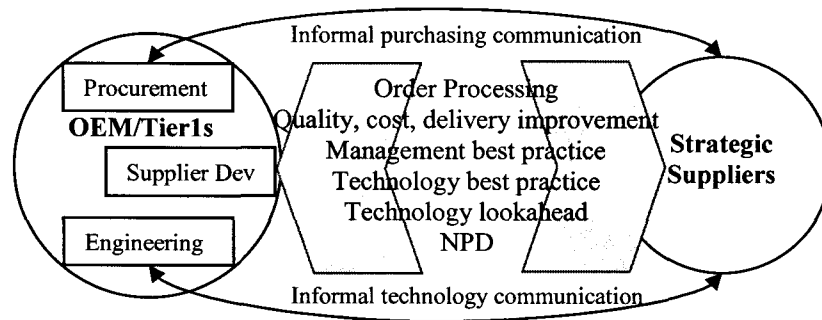 Informal purchasing communication
Procurement
OEM/Tier1s
Supplier Dev
Engineering
Order Processing
Quality, cost, delivery improvement
Management best practice
Technology best practice
Technology lookahead
NPD
Strategic
Suppliers
Informal technology communication